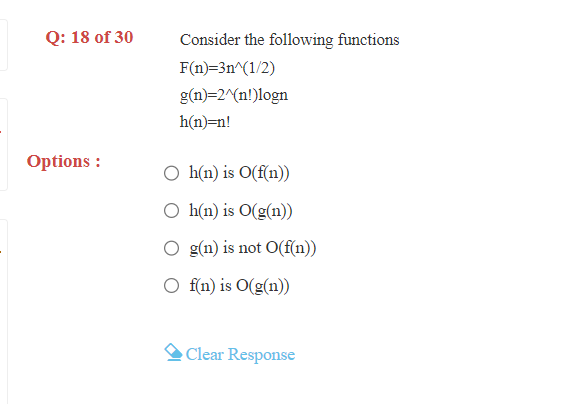 Q: 18 of 30
Consider the following functions
F(n)=3n^(1/2)
g(n)=2^(n!)logn
h(n)=n!
Options :
h(n) is O(f(n))
h(n) is O(g(n))
g(n) is not O(f(n))
f(n) is O(g(n))
Clear Response